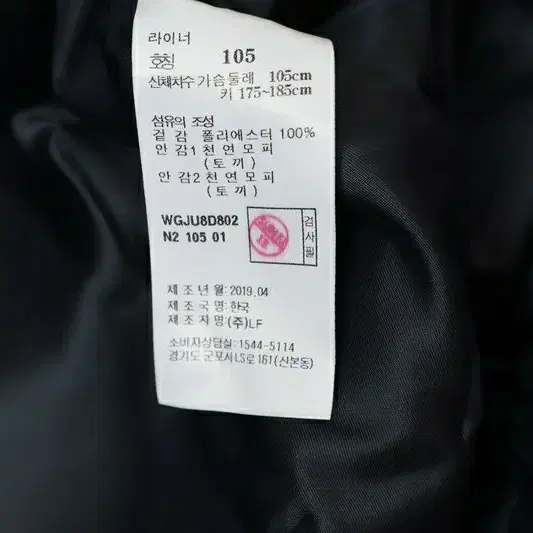 라이너
호칭 105
신체치수 가슴둘레 105cm
키 175~185cm
섬유의 조성
겉감 폴리에스터 100%
안감1 천연모피
(토끼)
안감2 천연모피
(토끼)
WGJU8D802
N2 105 01
검사필
제조년월:2019.04
제조국명:한국
제조자명:(주)LF
소비자상담실:1544-5114
경기도 군포시LS로161(산본동)